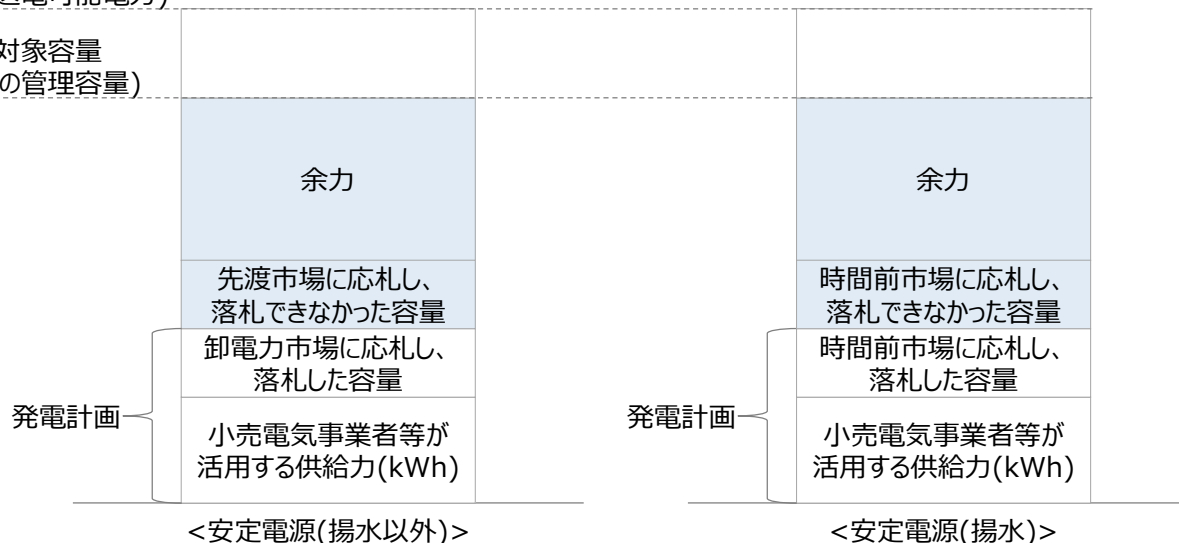 電可能電力)
対象容量
の管理容量)
余力
先渡市場に応札し、
落札できなかった容量
卸電力市場に応札し、
落札した容量
発電計画
小売電気事業者等が
活用する供給力(kWh)
<安定電源(揚水以外)>
余力
時間前市場に応札し、
落札できなかった容量
時間前市場に応札し、
落札した容量
発電計画
小売電気事業者等が
活用する供給力(kWh)
<安定電源(揚水)>